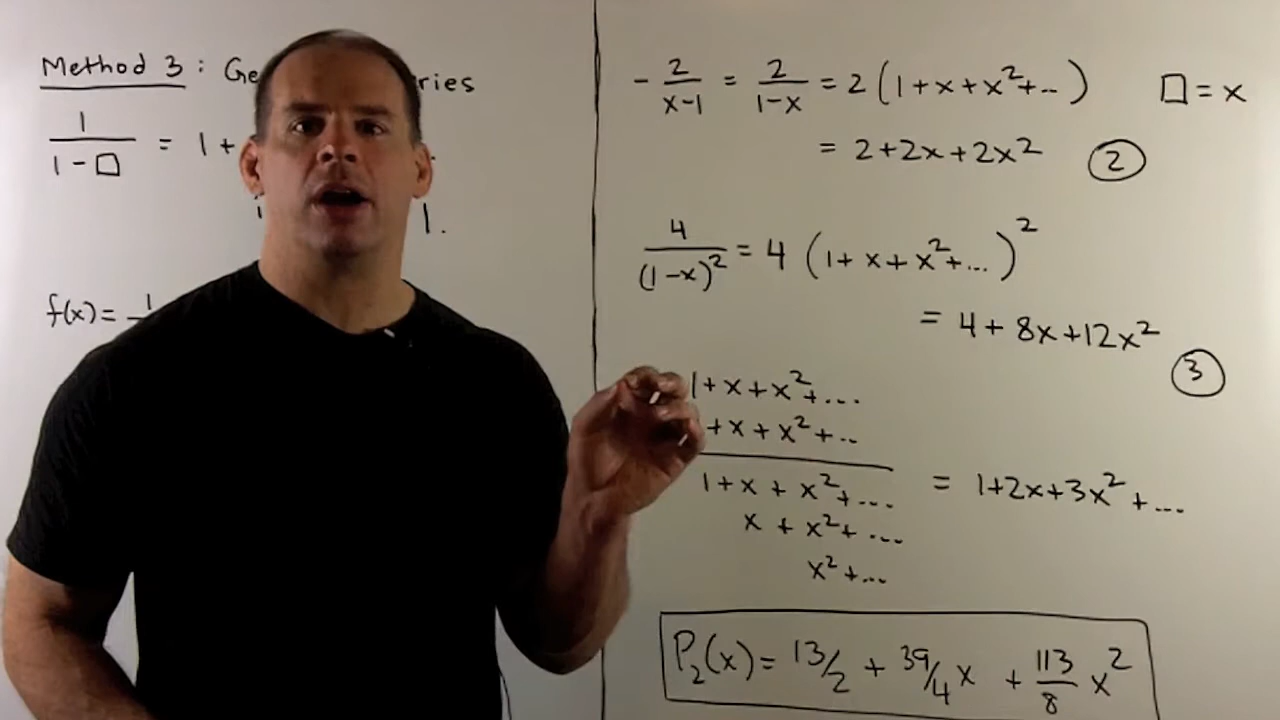 Method 3 : Ge ries
1/(1-□) = 1 +
1.
f(x) = 1
- 2/(x-1) = 2/(1-x) = 2 (1+x+x²+...) □ = x
= 2+2x+2x² ②
4/(1-x)² = 4 (1+x+x²+...)²
= 4+8x+12x² ③
1+x+x²+...
+x+x²+...
1+x+x²+... = 1+2x+3x²+...
x+x²+...
x²+...
P₂(x) = 13/2 + 39/4 x + 113/8 x²